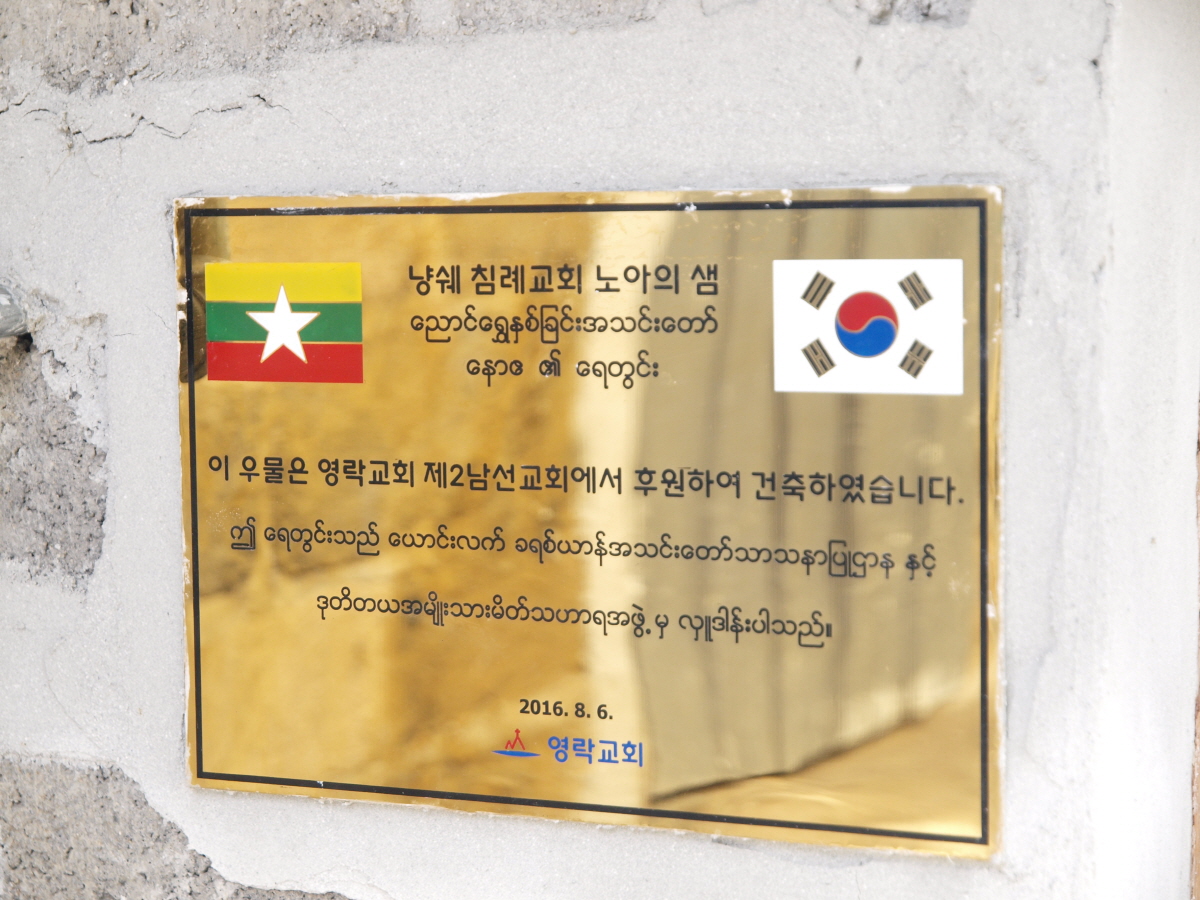 냥쉐 침례교회 노아의 샘
ညောင်ရွှေနှစ်ခြင်းအသင်းတော်
နောဧ ၏ ရေတွင်း
이 우물은 영락교회 제2남선교회에서 후원하여 건축하였습니다.
ဤ ရေတွင်းသည် ယောင်းလက် ခရစ်ယာန်အသင်းတော်သာသနာပြုဌာန နှင့်
ဒုတိတယအမျိုးသားမိတ်သဟာရအဖွဲ့မှ လှူဒါန်းပါသည်။
2016. 8. 6.
영락교회